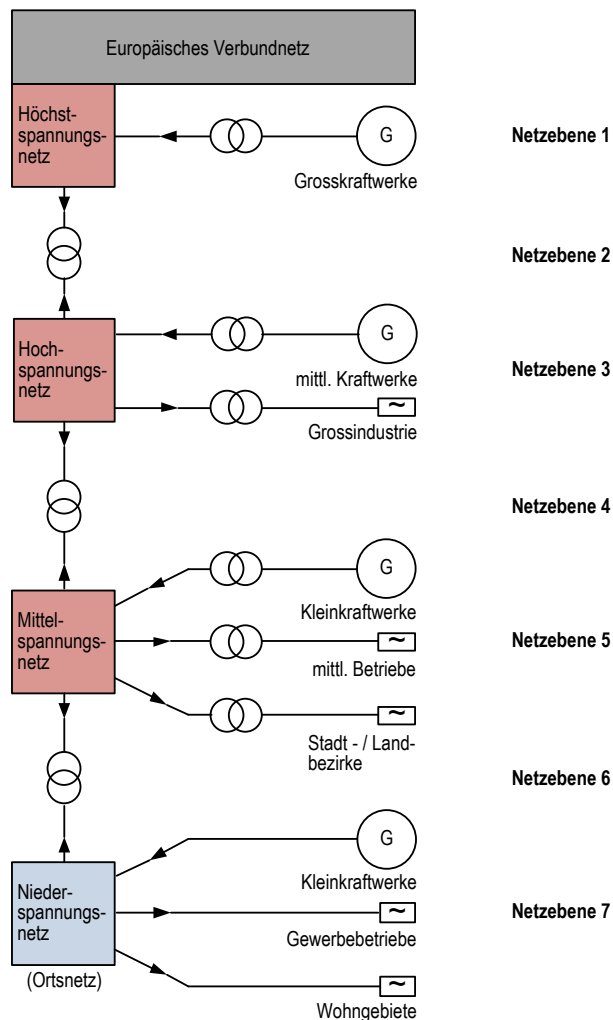 Europäisches Verbundnetz
Höchst-
spannungs-
netz
G
Grosskraftwerke
Netzebene 1
Netzebene 2
Hoch-
spannungs-
netz
G
mittl. Kraftwerke
~
Grossindustrie
Netzebene 3
Netzebene 4
Mittel-
spannungs-
netz
G
Kleinkraftwerke
~
mittl. Betriebe
~
Stadt - / Land-
bezirke
Netzebene 5
Netzebene 6
Nieder-
spannungs-
netz
(Ortsnetz)
G
Kleinkraftwerke
~
Gewerbebetriebe
~
Wohngebiete
Netzebene 7